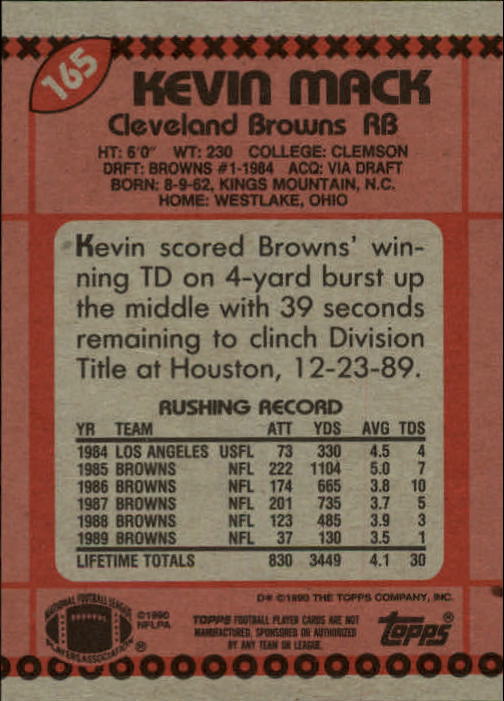 165
KEVIN MACK
Cleveland Browns RB
HT: 6'0" WT: 230 COLLEGE: CLEMSON
DRFT: BROWNS #1-1984 ACQ: VIA DRAFT
BORN: 8-9-62, KINGS MOUNTAIN, N.C.
HOME: WESTLAKE, OHIO
Kevin scored Browns' win-
ning TD on 4-yard burst up
the middle with 39 seconds
remaining to clinch Division
Title at Houston, 12-23-89.
RUSHING RECORD
YR TEAM ATT YDS AVG TDS
1984 LOS ANGELES USFL 73 330 4.5 4
1985 BROWNS NFL 222 1104 5.0 7
1986 BROWNS NFL 174 665 3.8 10
1987 BROWNS NFL 201 735 3.7 5
1988 BROWNS NFL 123 485 3.9 3
1989 BROWNS NFL 37 130 3.5 1
LIFETIME TOTALS 830 3449 4.1 30
D* ©1990 THE TOPPS COMPANY, INC.
NATIONAL FOOTBALL LEAGUE
PLAYERS ASSOCIATION
®
©1990
NFLPA
TOPPS FOOTBALL PLAYER CARDS ARE NOT
MANUFACTURED, SPONSORED OR AUTHORIZED
BY ANY TEAM OR LEAGUE.
topps®